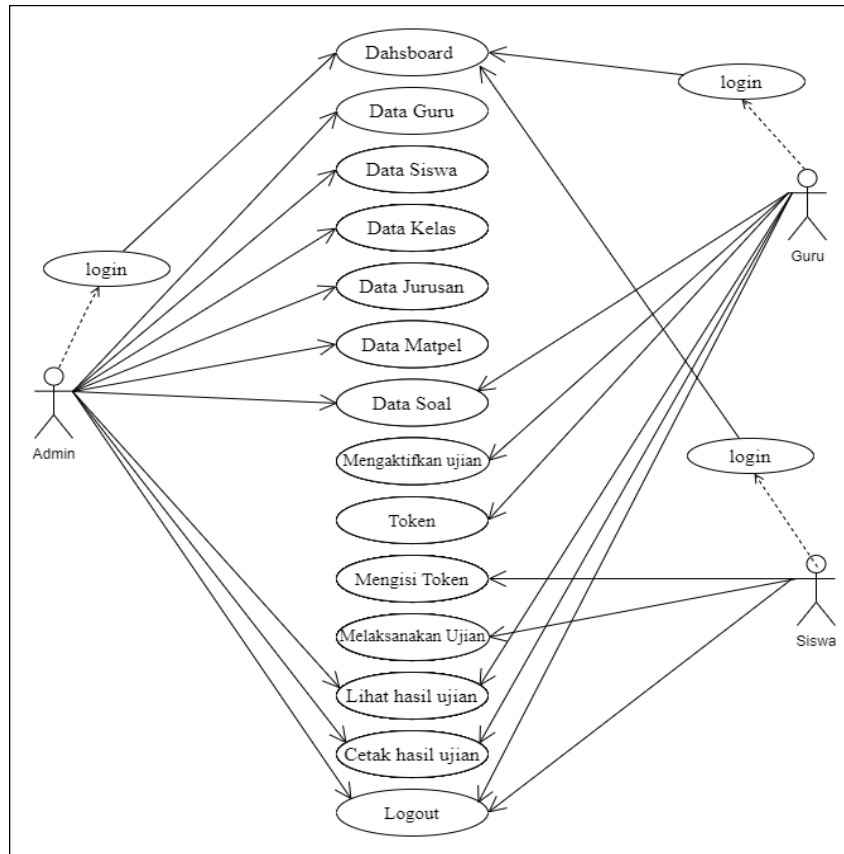 Dahsboard
login
Data Guru
Data Siswa
Guru
Data Kelas
login
Data Jurusan
Data Matpel
Data Soal
Admin
Mengaktifkan ujian
login
Token
Mengisi Token
Melaksanakan Ujian
Siswa
Lihat hasil ujian
Cetak hasil ujian
Logout